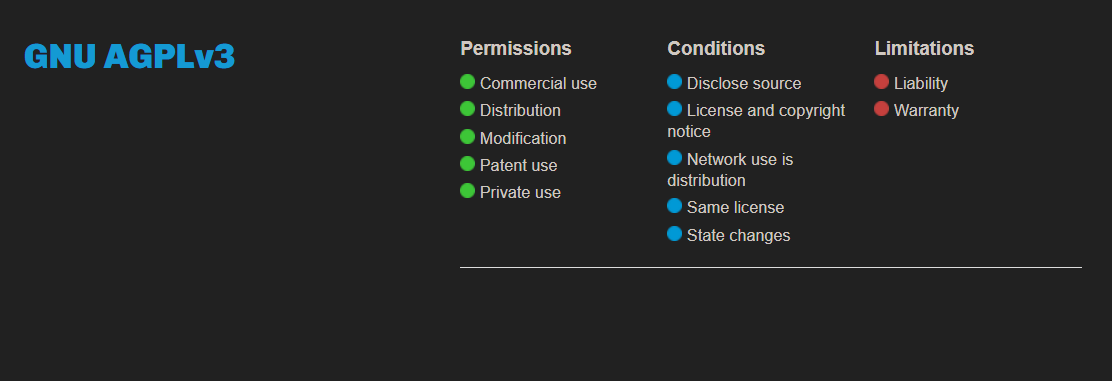 GNU AGPLv3
Permissions
Commercial use
Distribution
Modification
Patent use
Private use
Conditions
Disclose source
License and copyright
notice
Network use is
distribution
Same license
State changes
Limitations
Liability
Warranty